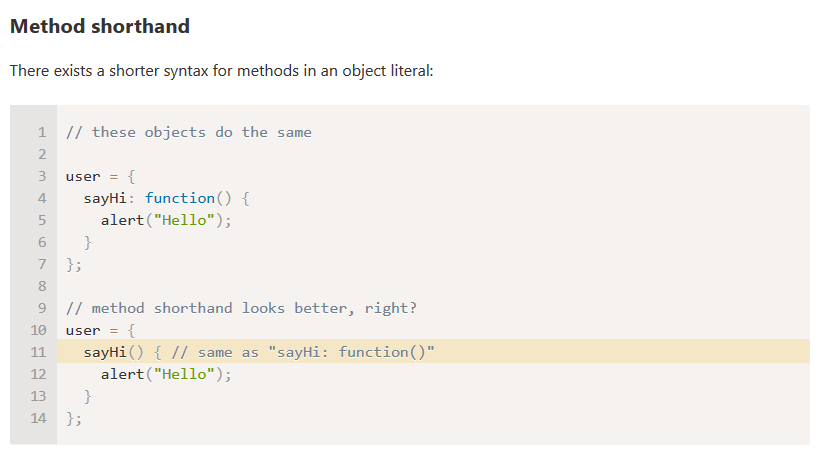 Method shorthand
There exists a shorter syntax for methods in an object literal:
1 // these objects do the same
2
3 user = {
4   sayHi: function() {
5     alert("Hello");
6   }
7 };
8
9 // method shorthand looks better, right?
10 user = {
11   sayHi() { // same as "sayHi: function()"
12     alert("Hello");
13   }
14 };